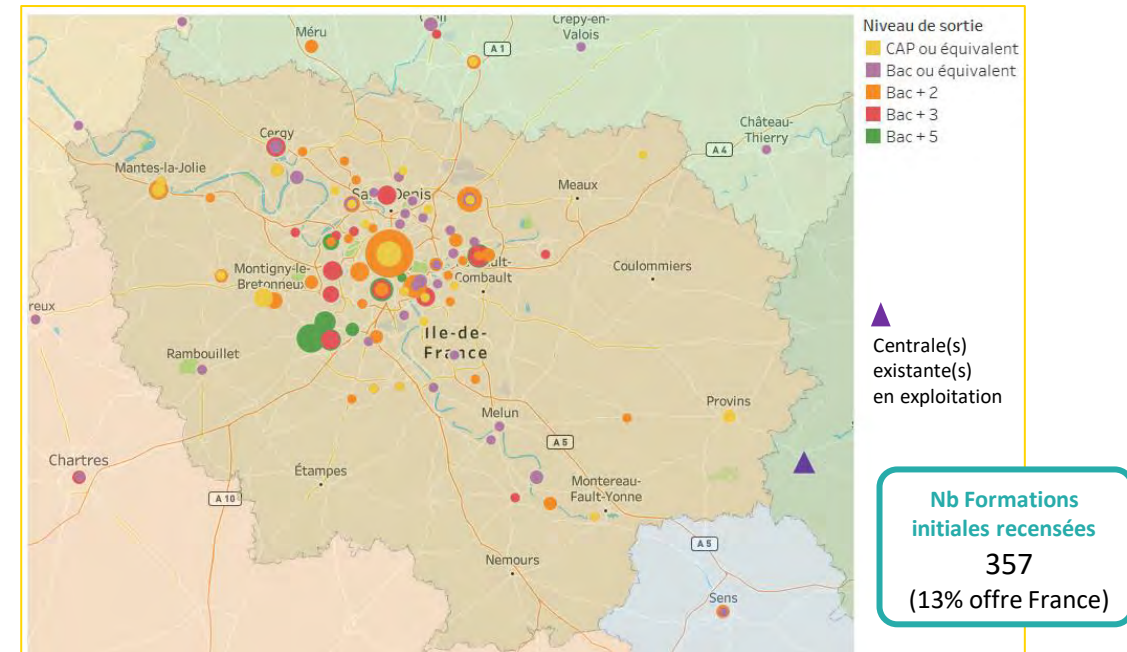 Crepy-en-
Valois
Méru
A 1
Niveau de sortie
CAP ou équivalent
Bac ou équivalent
Bac + 2
Bac + 3
Bac + 5
Château-
Thierry
Cergy
A 4
Mantes-la-Jolie
Meaux
Denis
Montigny-le-
Bretonneux
Combault
Coulommiers
reux
Ile-de-
France
Rambouillet
Centrale(s)
existante(s)
en exploitation
Provins
Melun
A 5
Chartres
Étampes
Montereau-
Fault-Yonne
A 10
A 5
Nemours
Sens
Nb Formations
initiales recensées
357
(13% offre France)